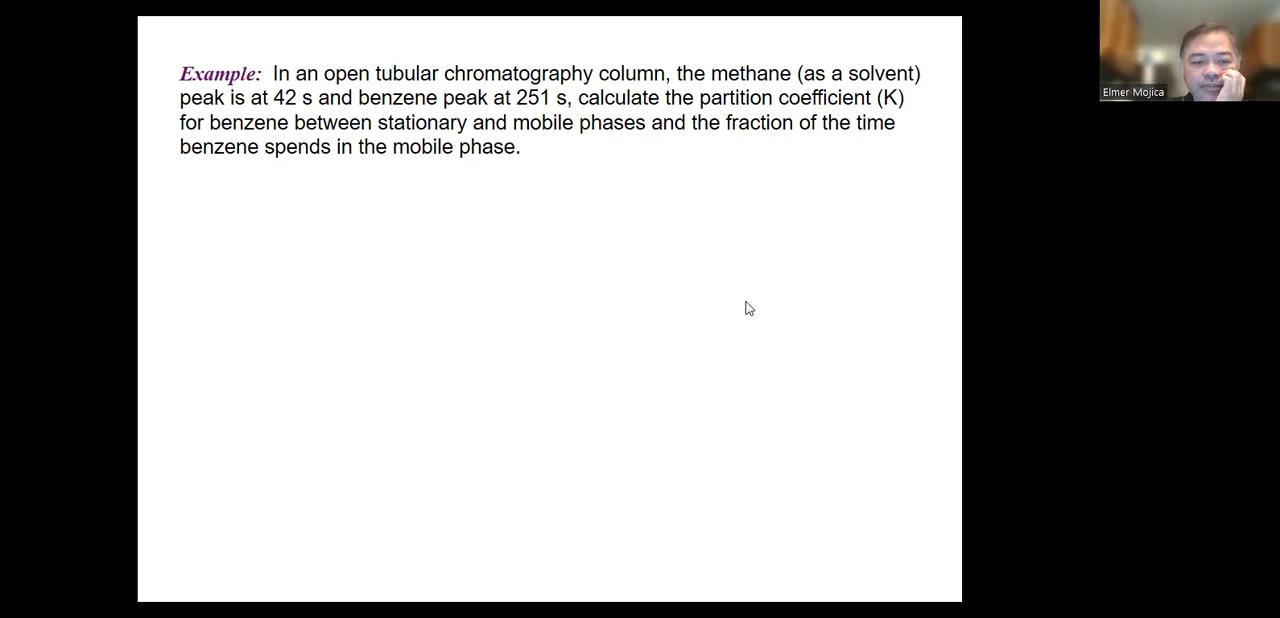 Example: In an open tubular chromatography column, the methane (as a solvent)
peak is at 42 s and benzene peak at 251 s, calculate the partition coefficient (K)
for benzene between stationary and mobile phases and the fraction of the time
benzene spends in the mobile phase.
Elmer Mojica